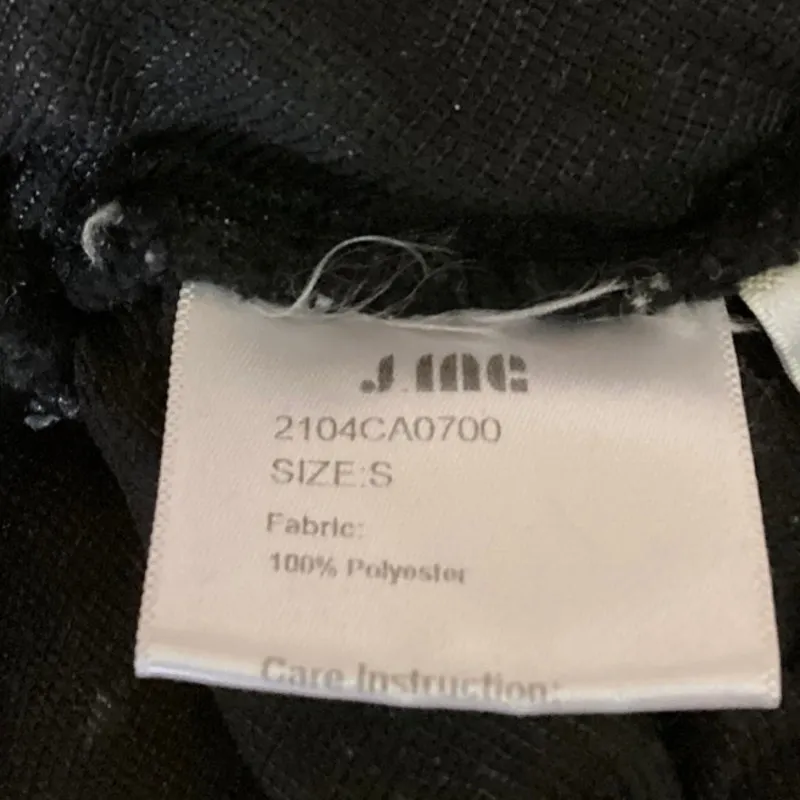 J.ING
2104CA0700
SIZE:S
Fabric:
100% Polyester
Care Instruction: